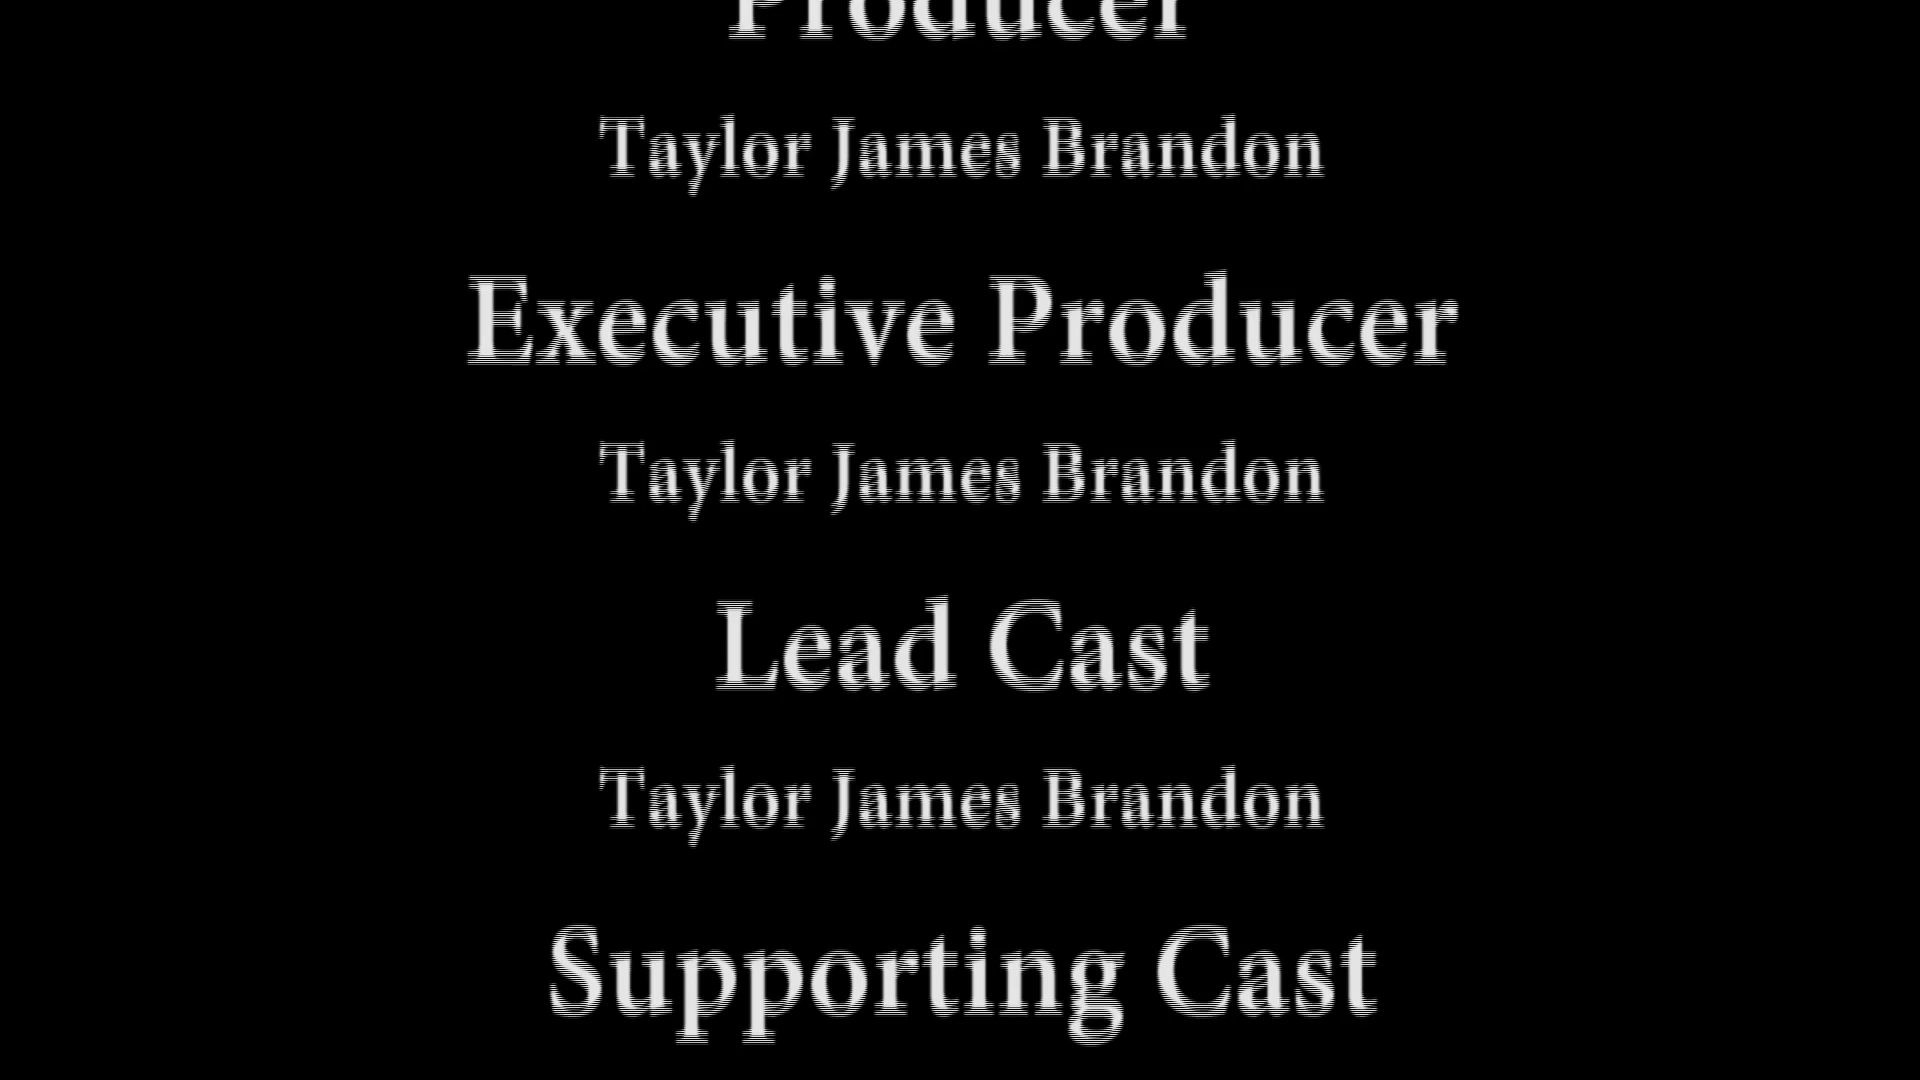 Producer
Taylor James Brandon
Executive Producer
Taylor James Brandon
Lead Cast
Taylor James Brandon
Supporting Cast